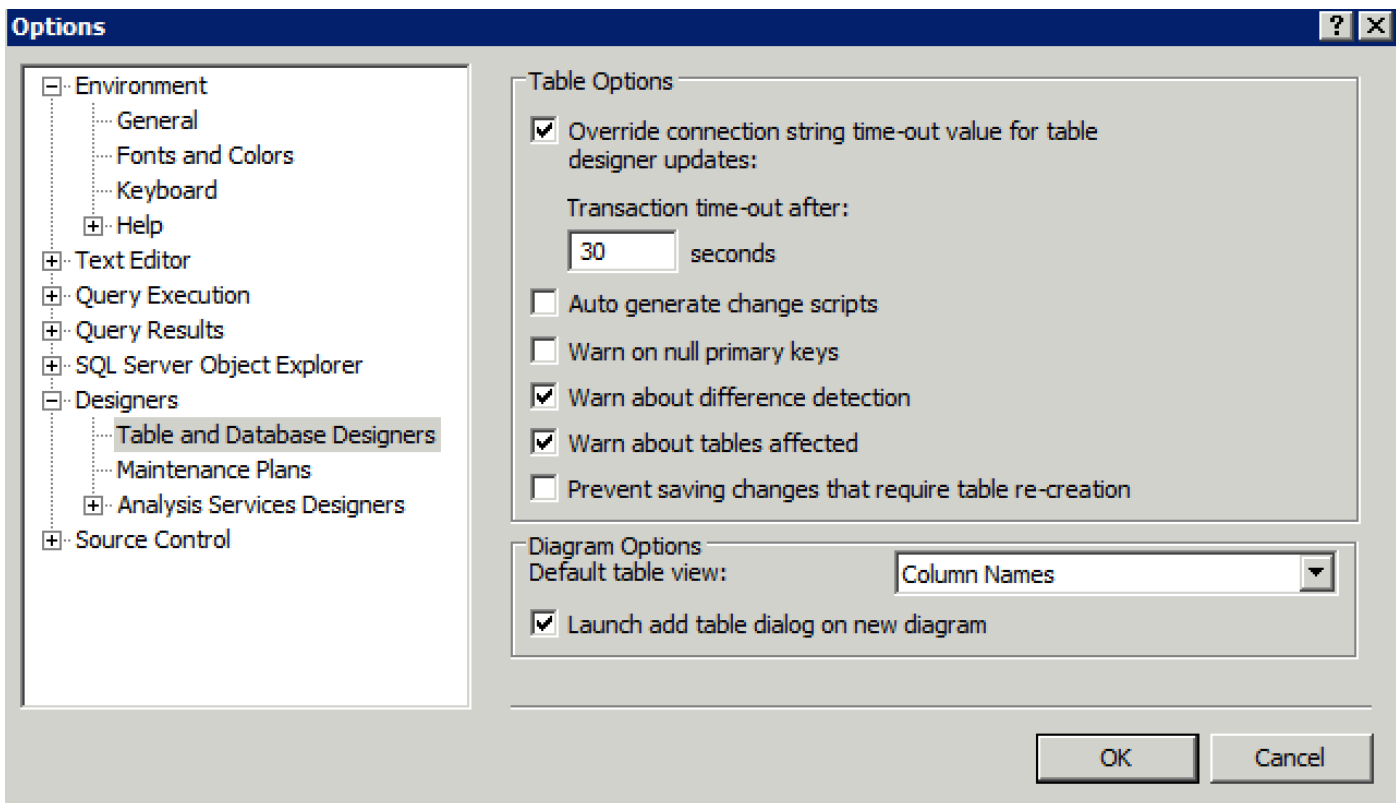 Options
Environment
General
Fonts and Colors
Keyboard
Help
Text Editor
Query Execution
Query Results
SQL Server Object Explorer
Designers
Table and Database Designers
Maintenance Plans
Analysis Services Designers
Source Control
Table Options
Override connection string time-out value for table
designer updates:
Transaction time-out after:
30 seconds
Auto generate change scripts
Warn on null primary keys
Warn about difference detection
Warn about tables affected
Prevent saving changes that require table re-creation
Diagram Options
Default table view: Column Names
Launch add table dialog on new diagram
OK Cancel